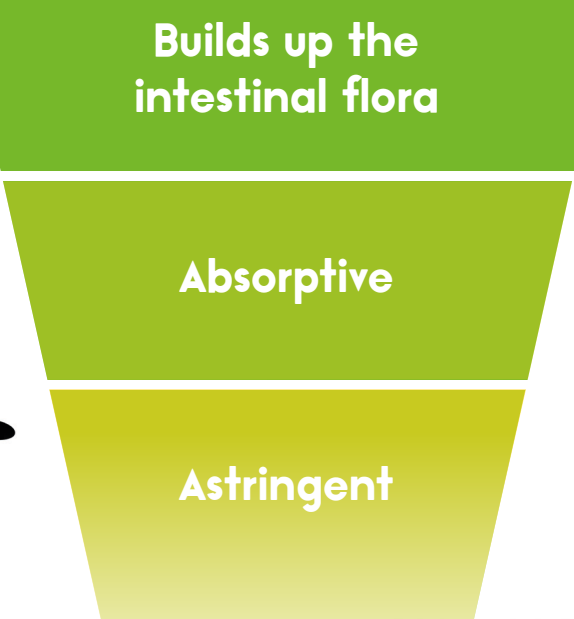 Builds up the
intestinal flora
Absorptive
Astringent